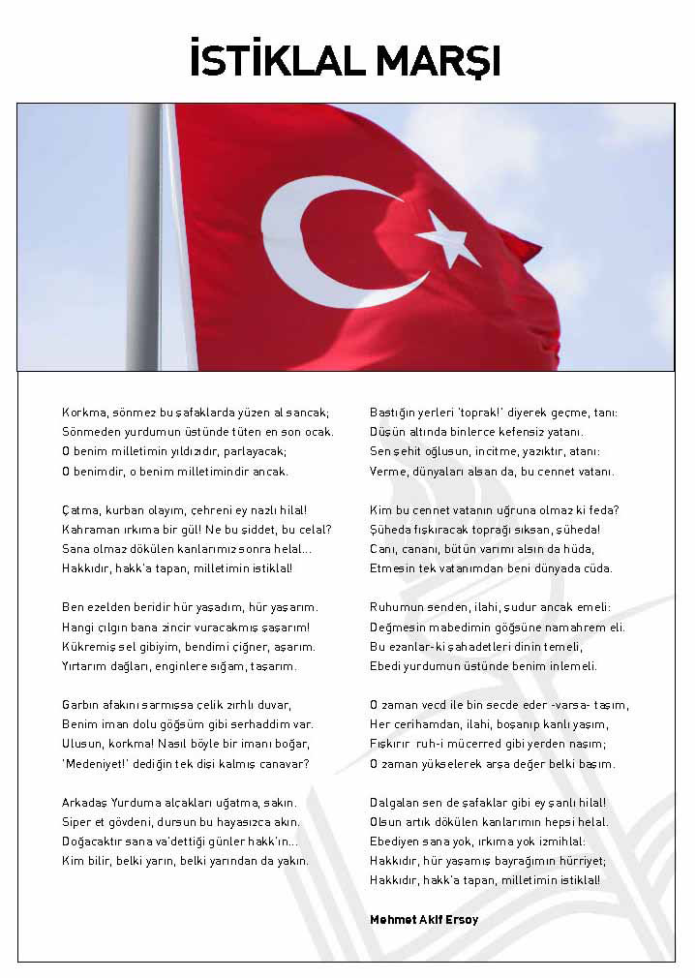 İSTİKLAL MARŞI
Korkma, sönmez bu şafaklarda yüzen al sancak;
Sönmeden yurdumun üstünde tüten en son ocak.
O benim milletimin yıldızıdır, parlayacak;
O benimdir, o benim milletimindir ancak.
Çatma, kurban olayım, çehreni ey nazlı hilal!
Kahraman ırkıma bir gül! Ne bu şiddet, bu celal?
Sana olmaz dökülen kanlarımız sonra helal...
Hakkıdır, hakk'a tapan, milletimin istiklal!
Ben ezelden beridir hür yaşadım, hür yaşarım.
Hangi çılgın bana zincir vuracakmış şaşarım!
Kükremiş sel gibiyim, bendimi çiğner, aşarım.
Yırtarım dağları, enginlere sığam, taşarım.
Garbın afakını sarmışsa çelik zırhlı duvar,
Benim iman dolu göğsüm gibi serhaddim var.
Ulusun, korkma! Nasıl böyle bir imanı boğar,
'Medeniyet!' dediğin tek dişi kalmış canavar?
Arkadaş Yurduma alçakları uğatma, sakın.
Siper et gövdeni, dursun bu hayasızca akın.
Doğacaktır sana va'dettiği günler hakk'ın...
Kim bilir, belki yarın, belki yarından da yakın.
Bastığın yerleri 'toprak!' diyerek geçme, tanı:
Düşün altında binlerce kefensiz yatanı.
Sen şehit oğlusun, incitme, yazıktır, atanı:
Verme, dünyaları alsan da, bu cennet vatanı.
Kim bu cennet vatanın uğruna olmaz ki feda?
Şüheda fışkıracak toprağı sıksan, şüheda!
Canı, cananı, bütün varımı alsın da hüda,
Etmesin tek vatanımdan beni dünyada cüda.
Ruhumun senden, ilahi, şudur ancak emeli:
Değmesin mabedimin göğsüne namahrem eli.
Bu ezanlar-ki şahadetleri dinin temeli,
Ebedi yurdumun üstünde benim inlemeli.
O zaman vecd ile bin secde eder -varsa- taşım,
Her cerihamdan, ilahi, boşanıp kanlı yaşım,
Fışkırır ruh-i mücerred gibi yerden naşım;
O zaman yükselerek arşa değer belki başım.
Dalgalan sen de şafaklar gibi ey şanlı hilal!
Olsun artık dökülen kanlarımın hepsi helal.
Ebediyen sana yok, ırkıma yok izmihlal:
Hakkıdır, hür yaşamış bayrağımın hürriyet;
Hakkıdır, hakk'a tapan, milletimin istiklal!
Mehmet Akif Ersoy